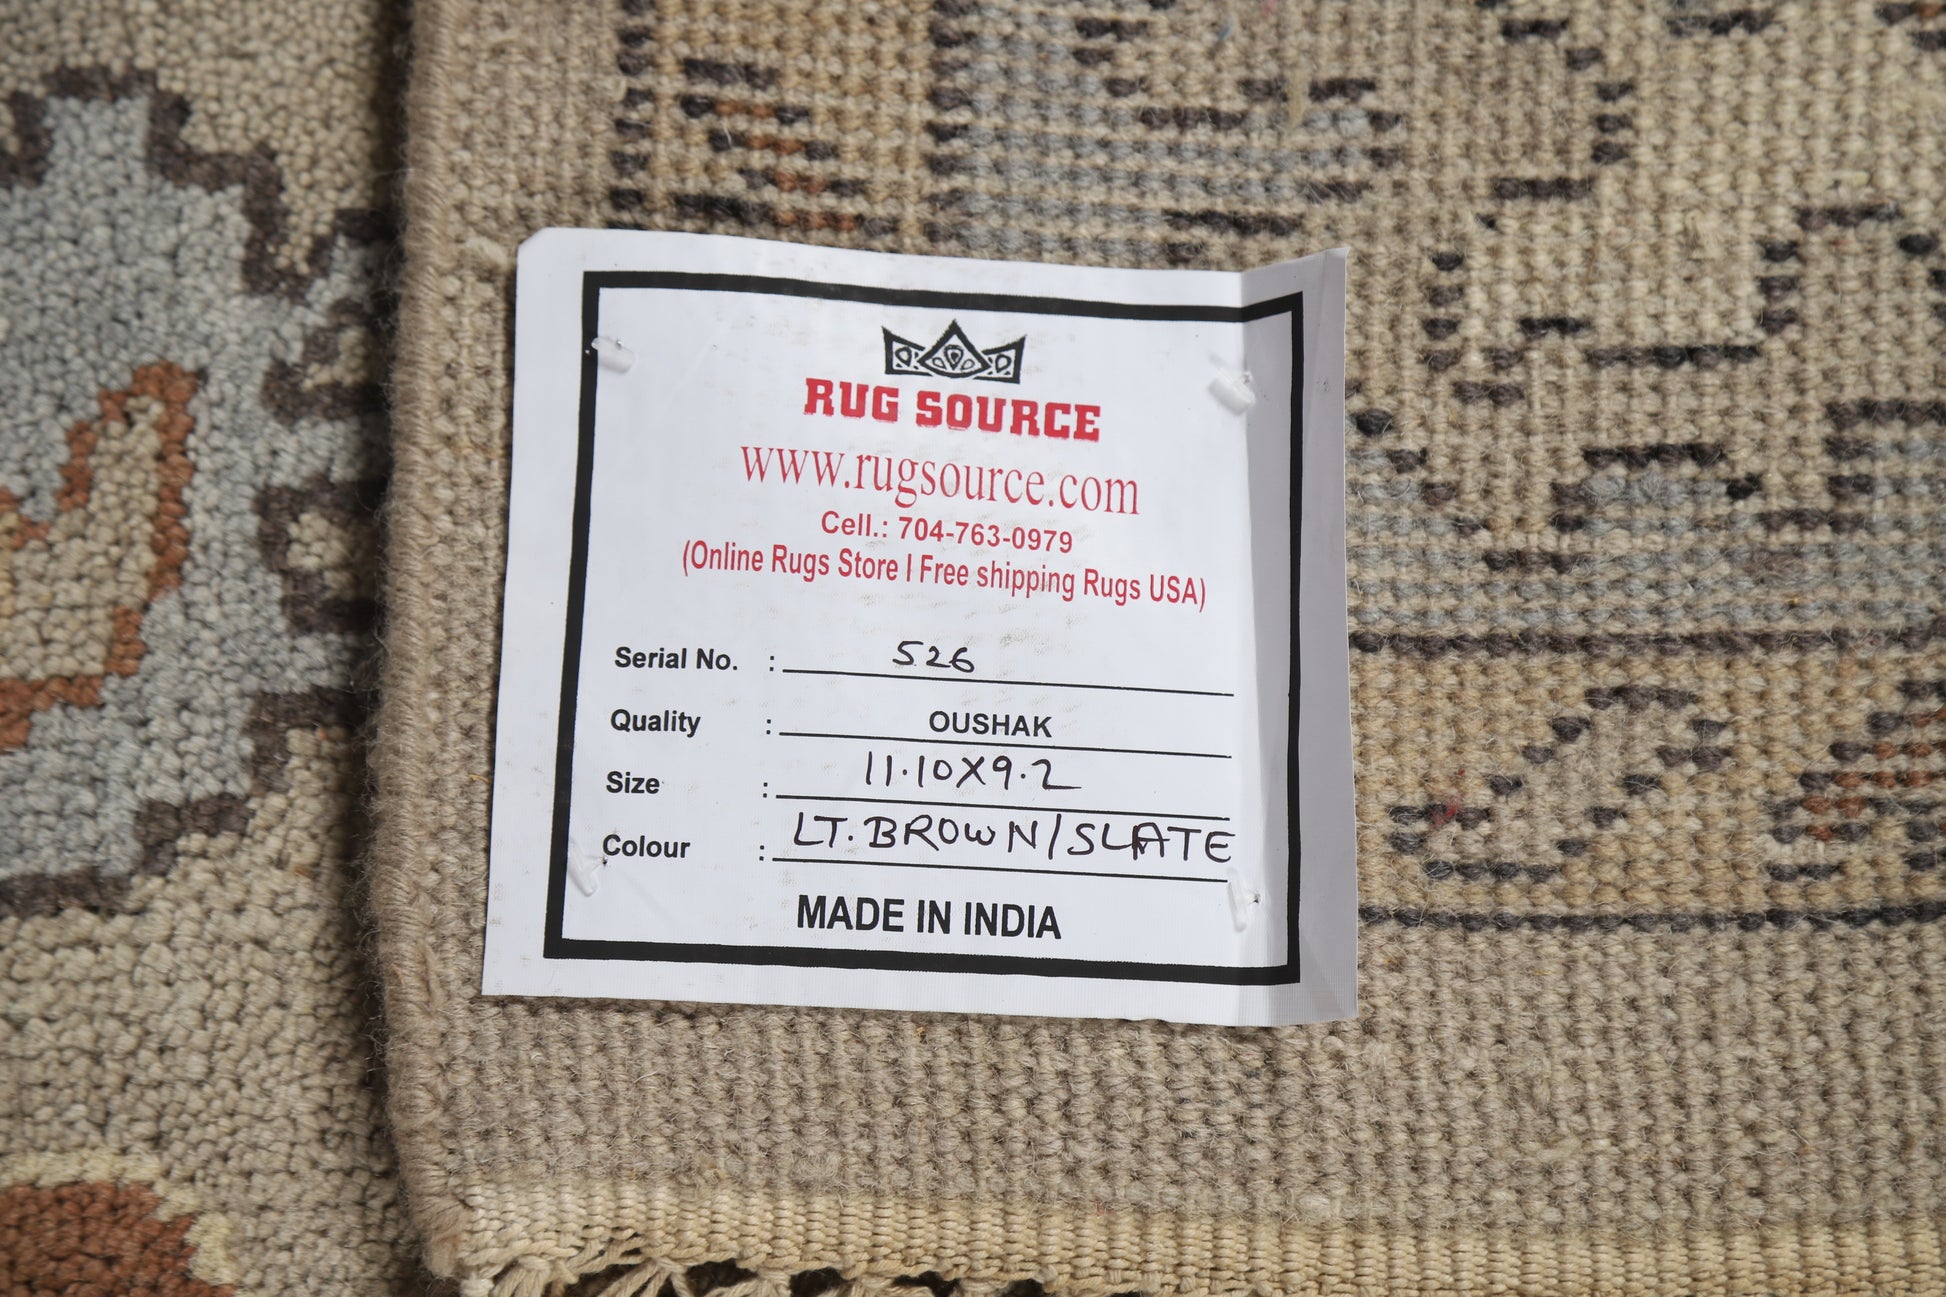 RUG SOURCE
www.rugsource.com
Cell.: 704-763-0979
(Online Rugs Store | Free shipping Rugs USA)
Serial No. : 526
Quality : OUSHAK
Size : 11.10X9.2
Colour : LT.BROWN/SLATE
MADE IN INDIA